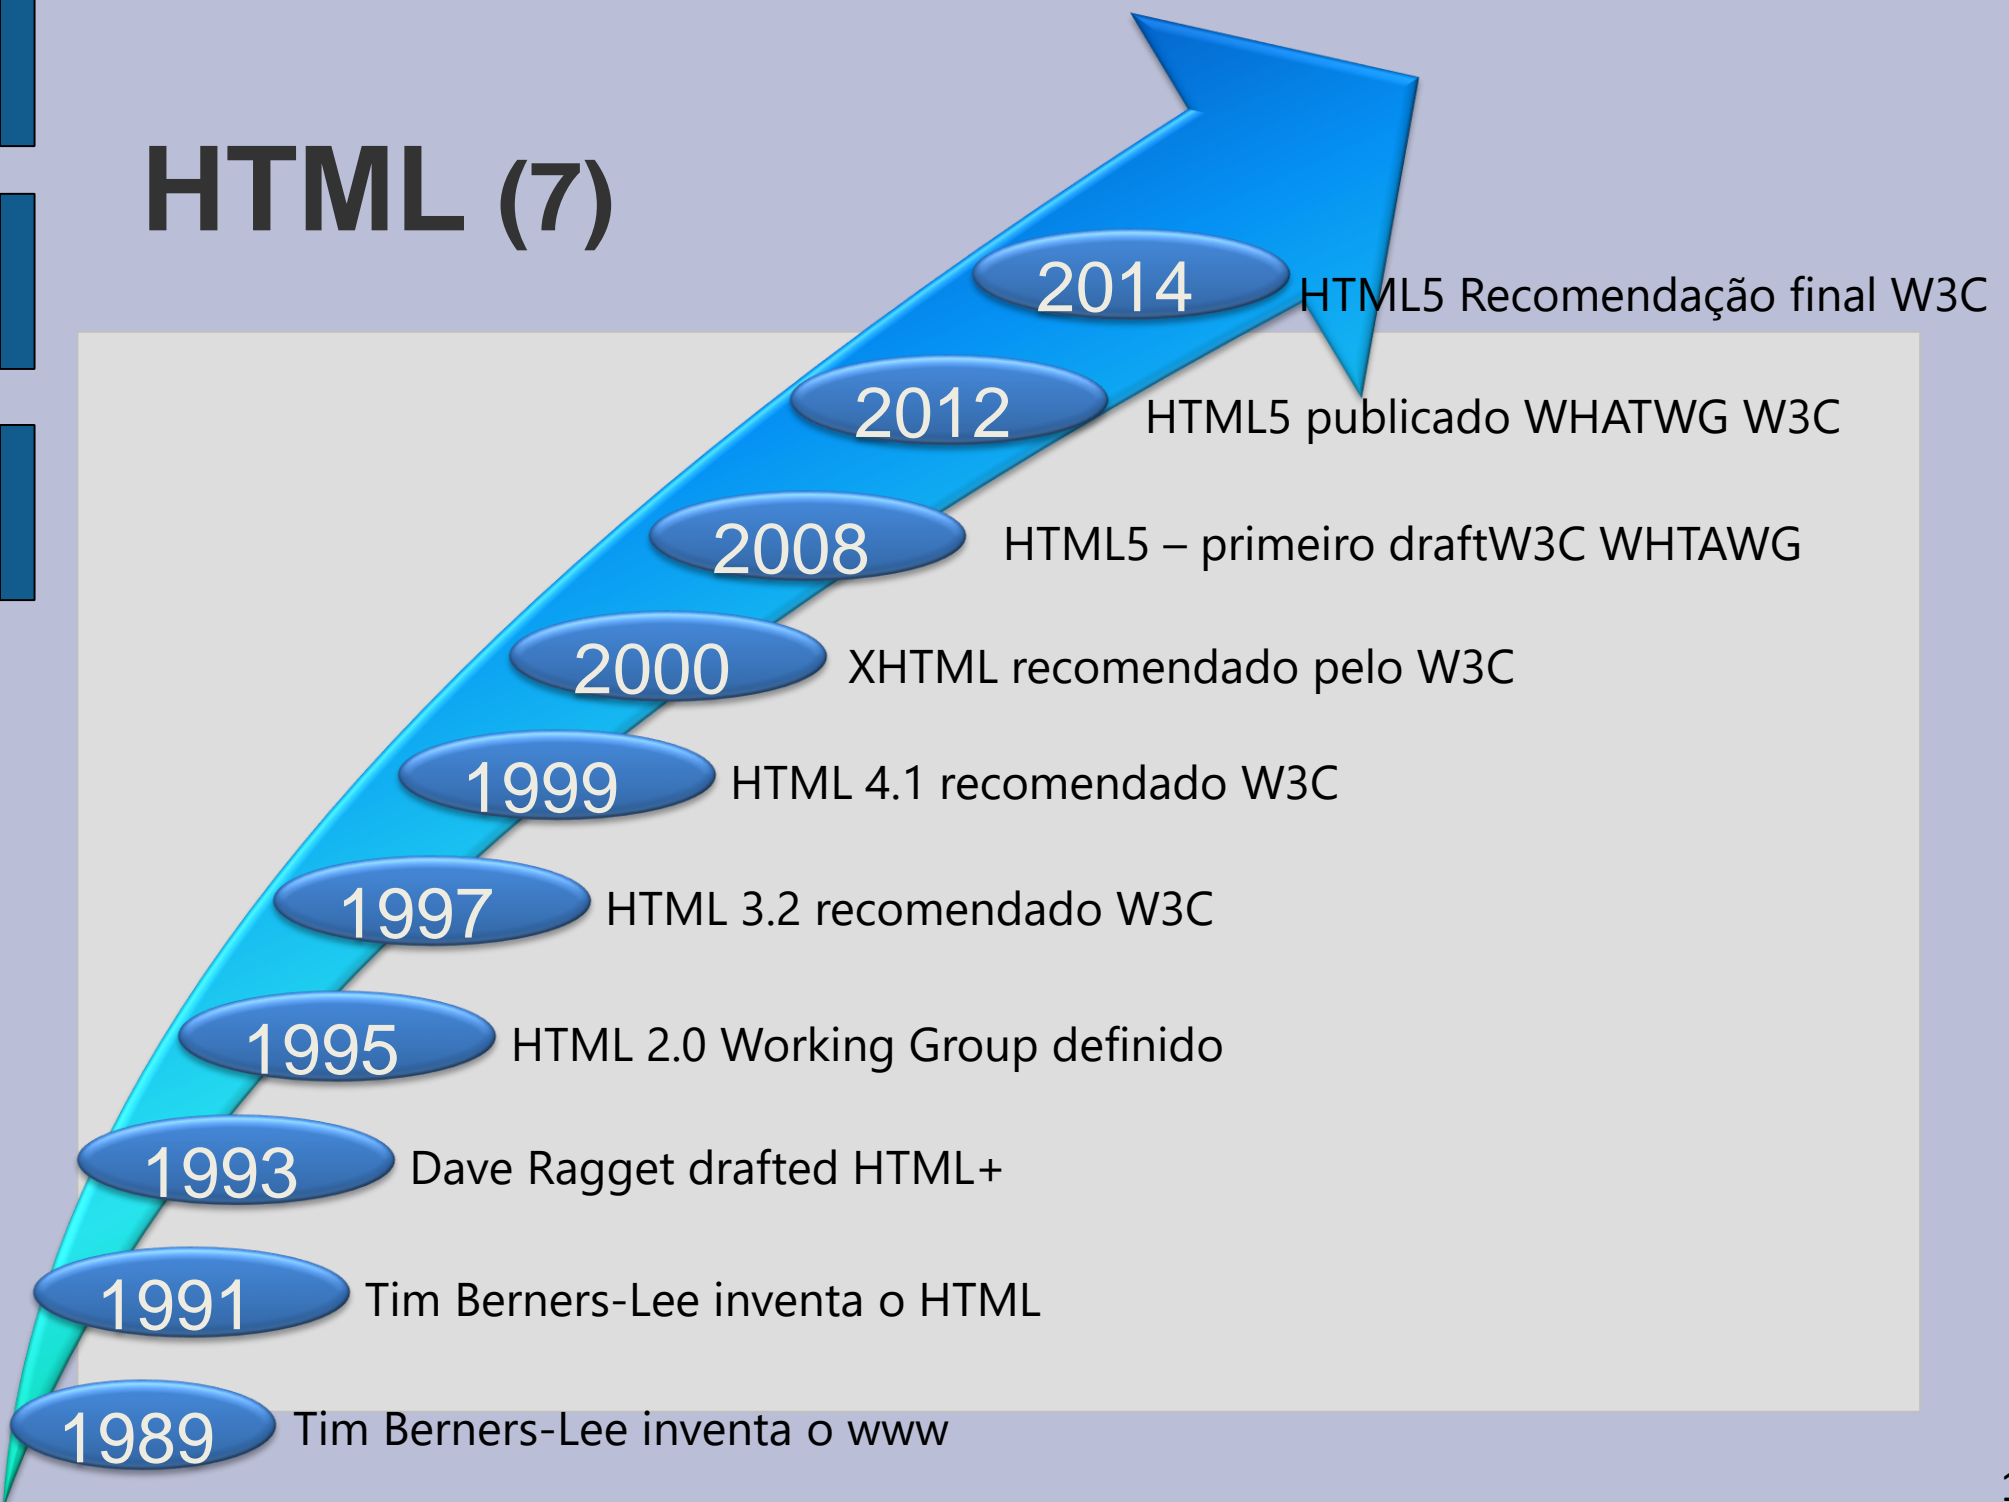 HTML (7)
2014 HTML5 Recomendação final W3C
2012 HTML5 publicado WHATWG W3C
2008 HTML5 – primeiro draftW3C WHTAWG
2000 XHTML recomendado pelo W3C
1999 HTML 4.1 recomendado W3C
1997 HTML 3.2 recomendado W3C
1995 HTML 2.0 Working Group definido
1993 Dave Ragget drafted HTML+
1991 Tim Berners-Lee inventa o HTML
1989 Tim Berners-Lee inventa o www